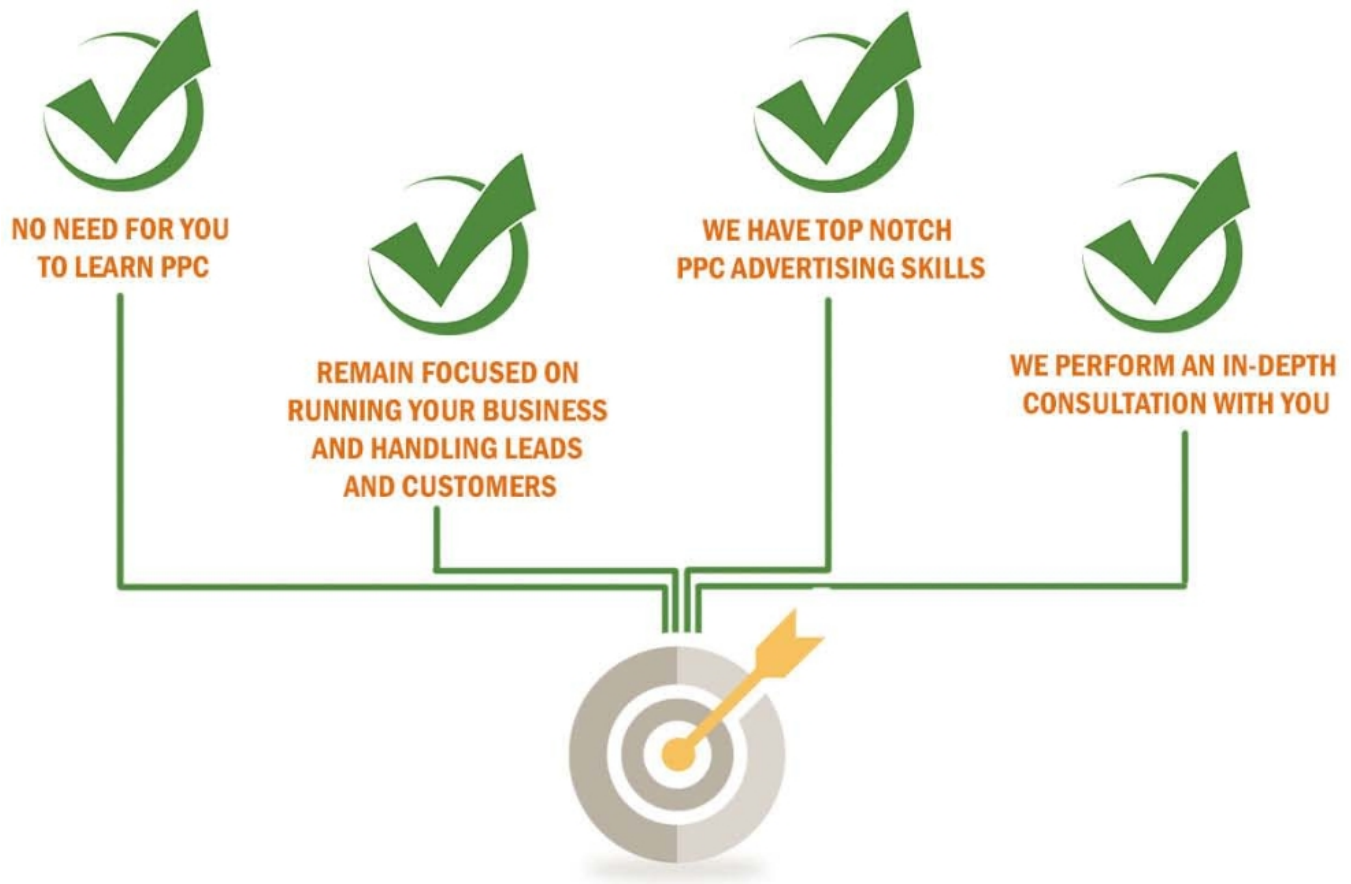 NO NEED FOR YOU
TO LEARN PPC
REMAIN FOCUSED ON
RUNNING YOUR BUSINESS
AND HANDLING LEADS
AND CUSTOMERS
WE HAVE TOP NOTCH
PPC ADVERTISING SKILLS
WE PERFORM AN IN-DEPTH
CONSULTATION WITH YOU